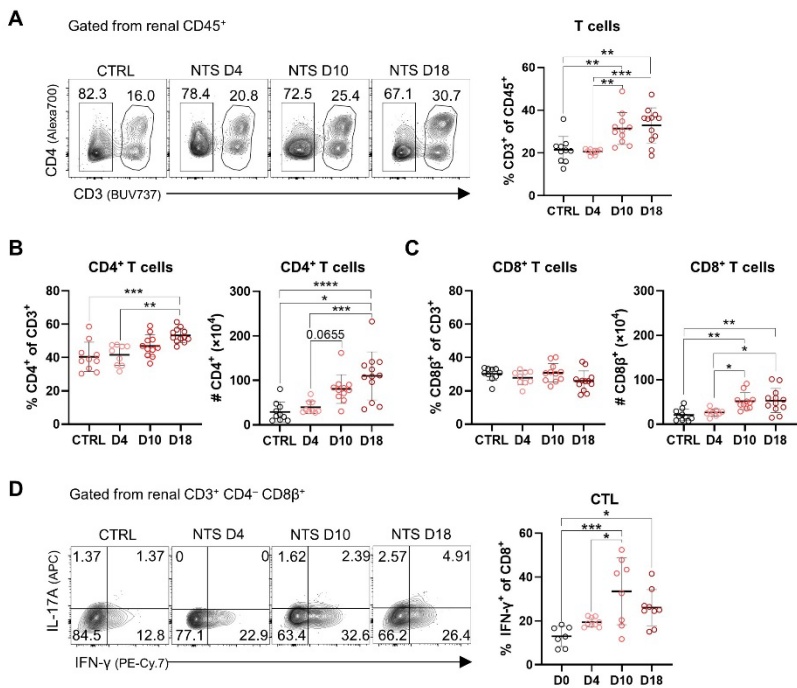 A
Gated from renal CD45⁺
CTRL NTS D4 NTS D10 NTS D18
82.3 16.0 78.4 20.8 72.5 25.4 67.1 30.7
CD4 (Alexa700)
CD3 (BUV737)
T cells
**
**
***
**
% CD3⁺ of CD45⁺
60
40
20
0
CTRL D4 D10 D18
B
CD4⁺ T cells
***
**
% CD4⁺ of CD3⁺
80
60
40
20
0
CTRL D4 D10 D18
CD4⁺ T cells
****
*
***
0.0655
# CD4⁺ (×10⁴)
300
200
100
0
CTRL D4 D10 D18
C
CD8⁺ T cells
% CD8β⁺ of CD3⁺
80
60
40
20
0
CTRL D4 D10 D18
CD8⁺ T cells
**
**
*
*
# CD8β⁺ (×10⁴)
300
200
100
0
CTRL D4 D10 D18
D
Gated from renal CD3⁺ CD4⁻ CD8β⁺
CTRL NTS D4 NTS D10 NTS D18
1.37 1.37 0 0 1.62 2.39 2.57 4.91
84.5 12.8 77.1 22.9 63.4 32.6 66.2 26.4
IL-17A (APC)
IFN-γ (PE-Cy.7)
CTL
*
***
*
% IFN-γ⁺ of CD8⁺
60
40
20
0
D0 D4 D10 D18